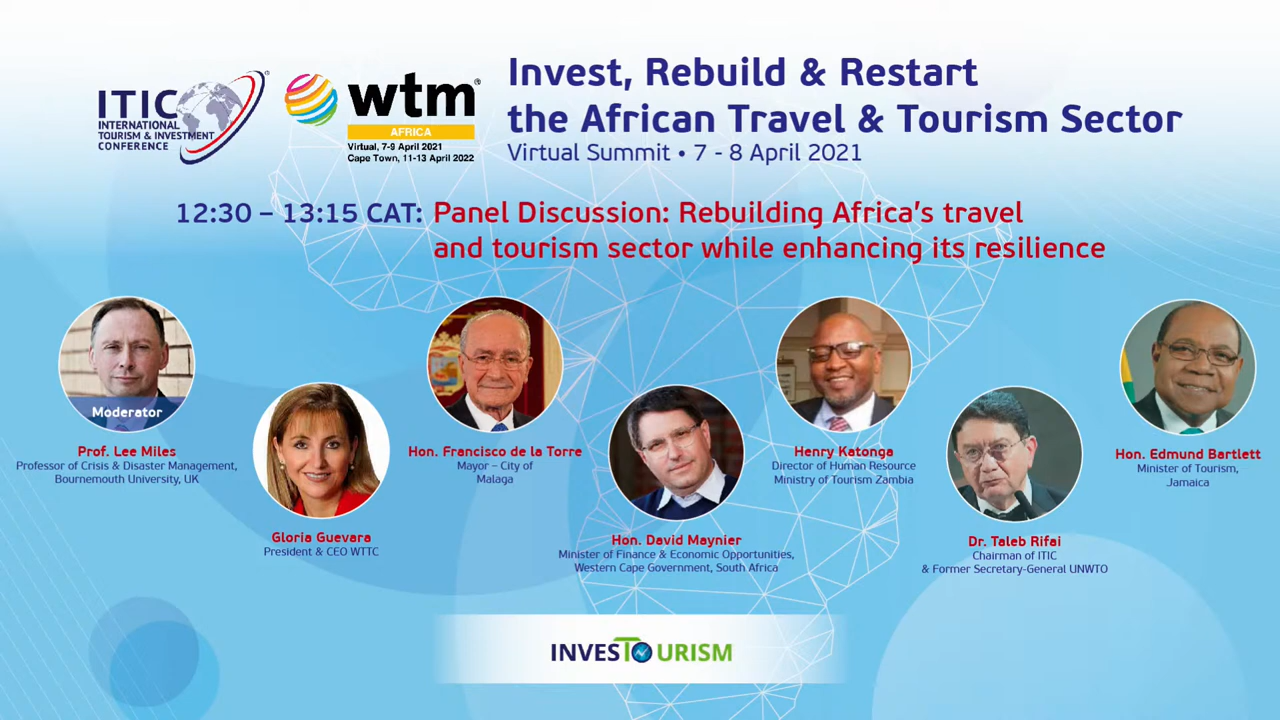 ITIC
INTERNATIONAL
TOURISM & INVESTMENT
CONFERENCE
®
wtm®
AFRICA
Virtual, 7-9 April 2021
Cape Town, 11-13 April 2022
Invest, Rebuild & Restart
the African Travel & Tourism Sector
Virtual Summit • 7 - 8 April 2021
12:30 – 13:15 CAT: Panel Discussion: Rebuilding Africa's travel
and tourism sector while enhancing its resilience
Moderator
Prof. Lee Miles
Professor of Crisis & Disaster Management,
Bournemouth University, UK
Gloria Guevara
President & CEO WTTC
Hon. Francisco de la Torre
Mayor – City of
Malaga
Hon. David Maynier
Minister of Finance & Economic Opportunities,
Western Cape Government, South Africa
Henry Katonga
Director of Human Resource
Ministry of Tourism Zambia
Dr. Taleb Rifai
Chairman of ITIC
& Former Secretary-General UNWTO
Hon. Edmund Bartlett
Minister of Tourism,
Jamaica
INVESTOURISM